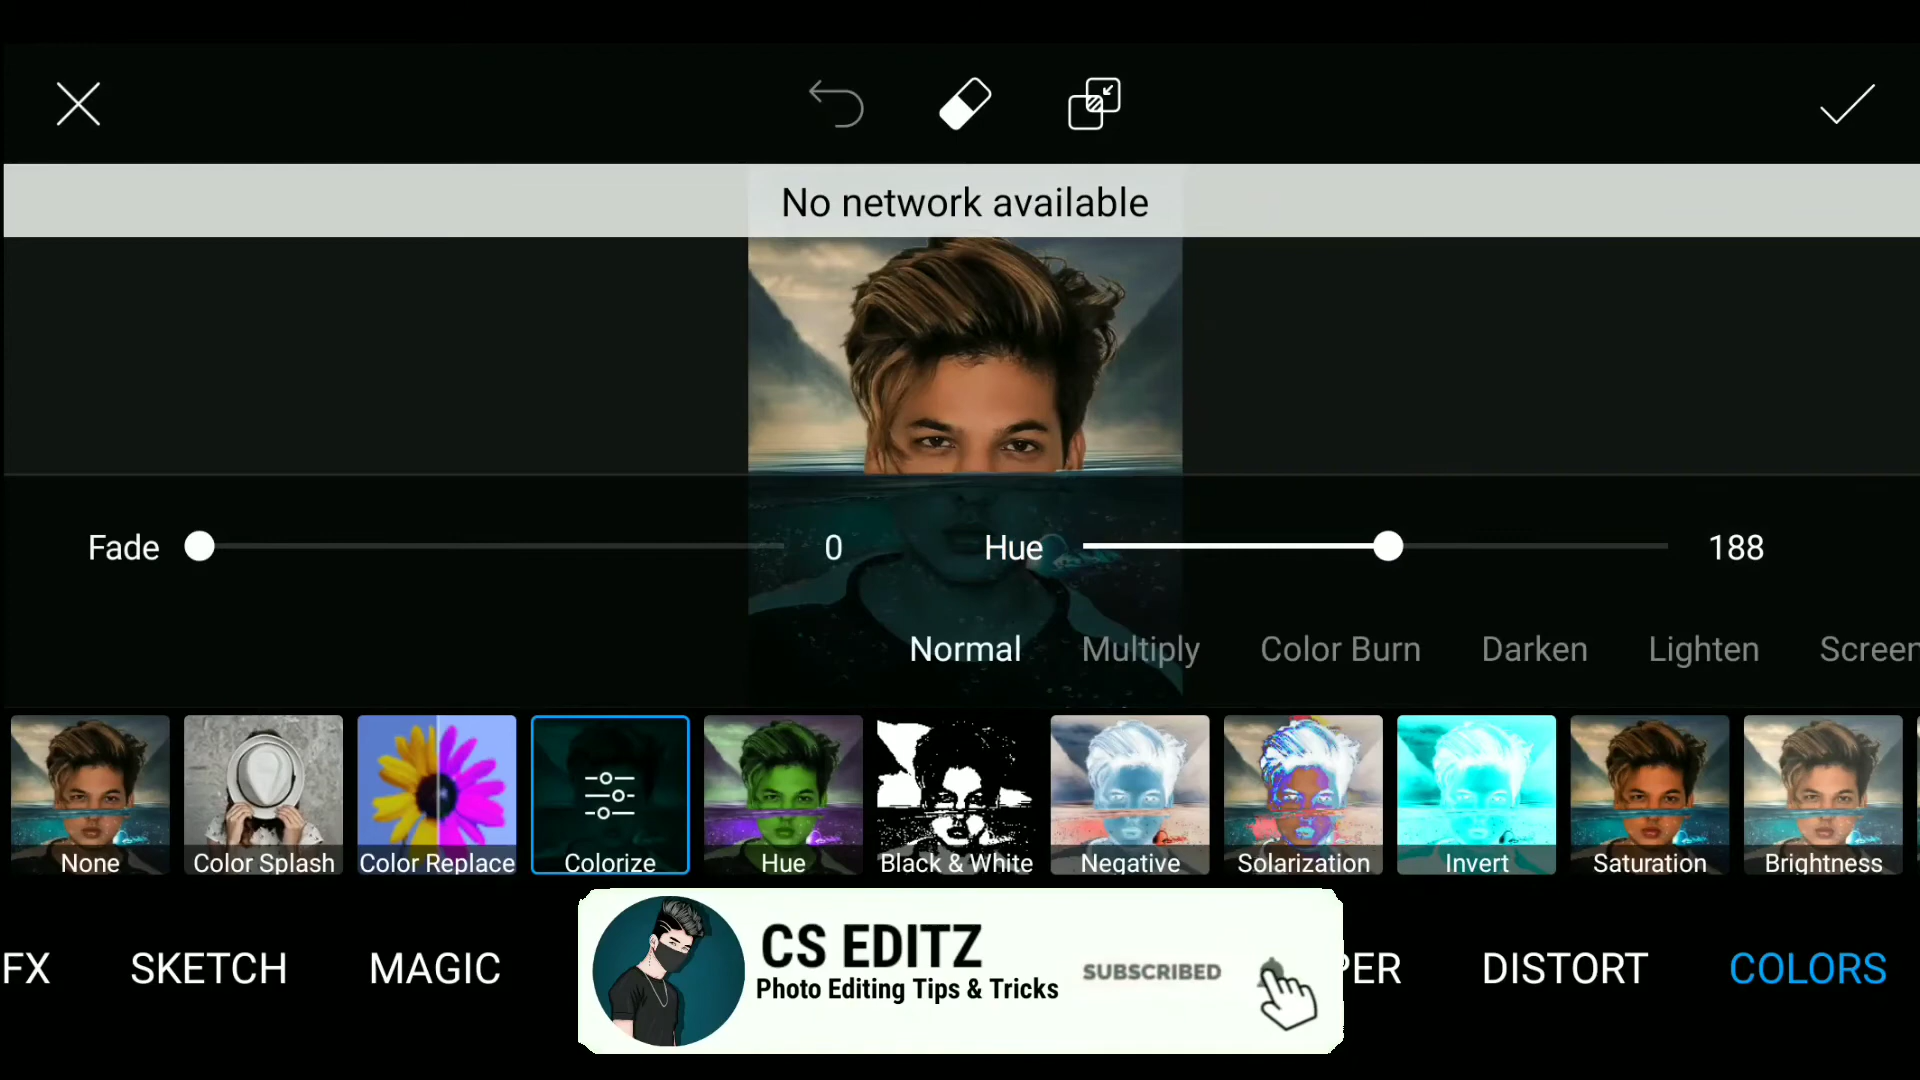 No network available
Fade 0 Hue 188
Normal Multiply Color Burn Darken Lighten Screen
None Color Splash Color Replace Colorize Hue Black & White Negative Solarization Invert Saturation Brightness
FX SKETCH MAGIC PER DISTORT COLORS
CS EDITZ
Photo Editing Tips & Tricks
SUBSCRIBED